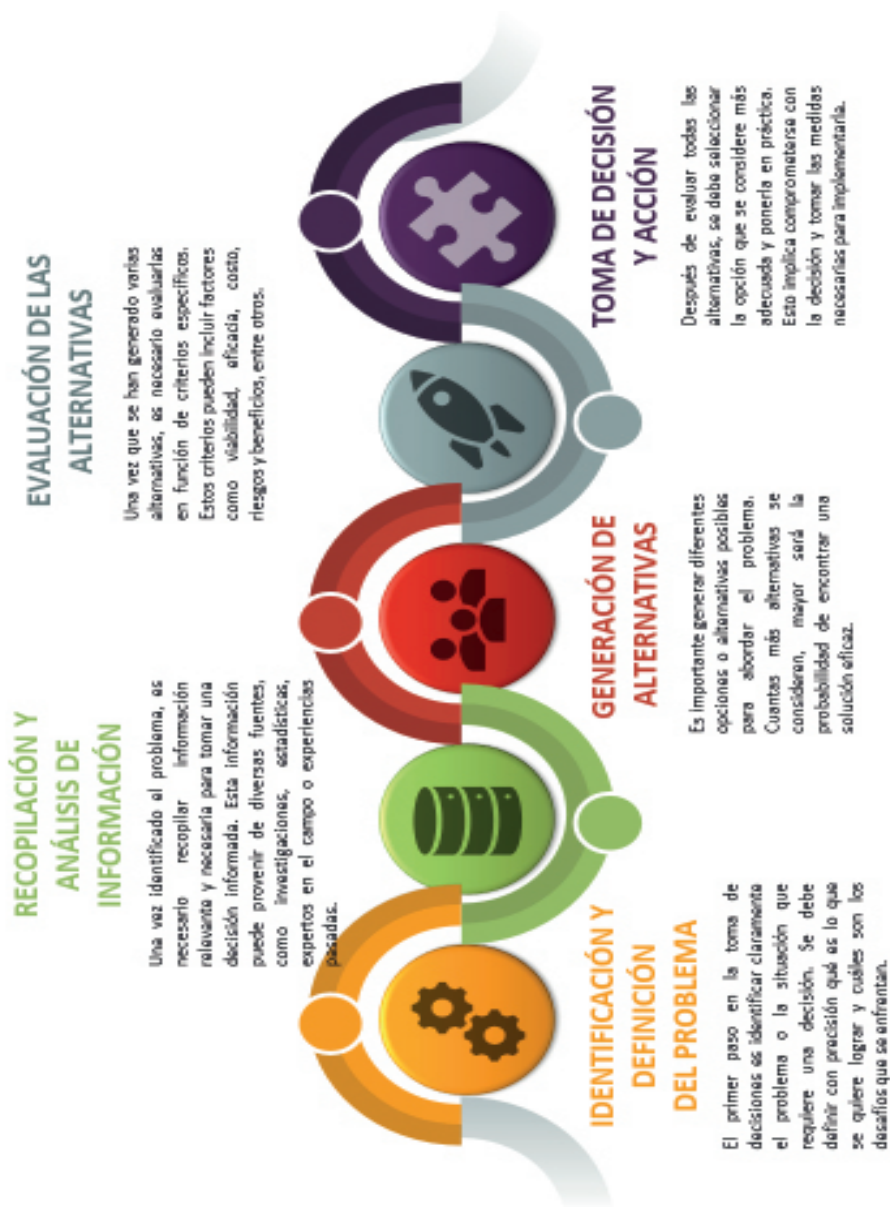 IDENTIFICACIÓN Y
DEFINICIÓN
DEL PROBLEMA
El primer paso en la toma de
decisiones es identificar claramente
el problema o la situación que
requiere una decisión. Se debe
definir con precisión qué es lo que
se quiere lograr y cuáles son los
desafíos que se enfrentan.
RECOPILACIÓN Y
ANÁLISIS DE
INFORMACIÓN
Una vez identificado el problema, es
necesario recopilar información
relevante y necesaria para tomar una
decisión informada. Esta información
puede provenir de diversas fuentes,
como investigaciones, estadísticas,
expertos en el campo o experiencias
pasadas.
GENERACIÓN DE
ALTERNATIVAS
Es importante generar diferentes
opciones o alternativas posibles
para abordar el problema.
Cuantas más alternativas se
consideren, mayor será la
probabilidad de encontrar una
solución eficaz.
EVALUACIÓN DE LAS
ALTERNATIVAS
Una vez que se han generado varias
alternativas, es necesario evaluarlas
en función de criterios específicos.
Estos criterios pueden incluir factores
como viabilidad, eficacia, costo,
riesgos y beneficios, entre otros.
TOMA DE DECISIÓN
Y ACCIÓN
Después de evaluar todas las
alternativas, se debe seleccionar
la opción que se considere más
adecuada y ponerla en práctica.
Esto implica comprometerse con
la decisión y tomar las medidas
necesarias para implementarla.